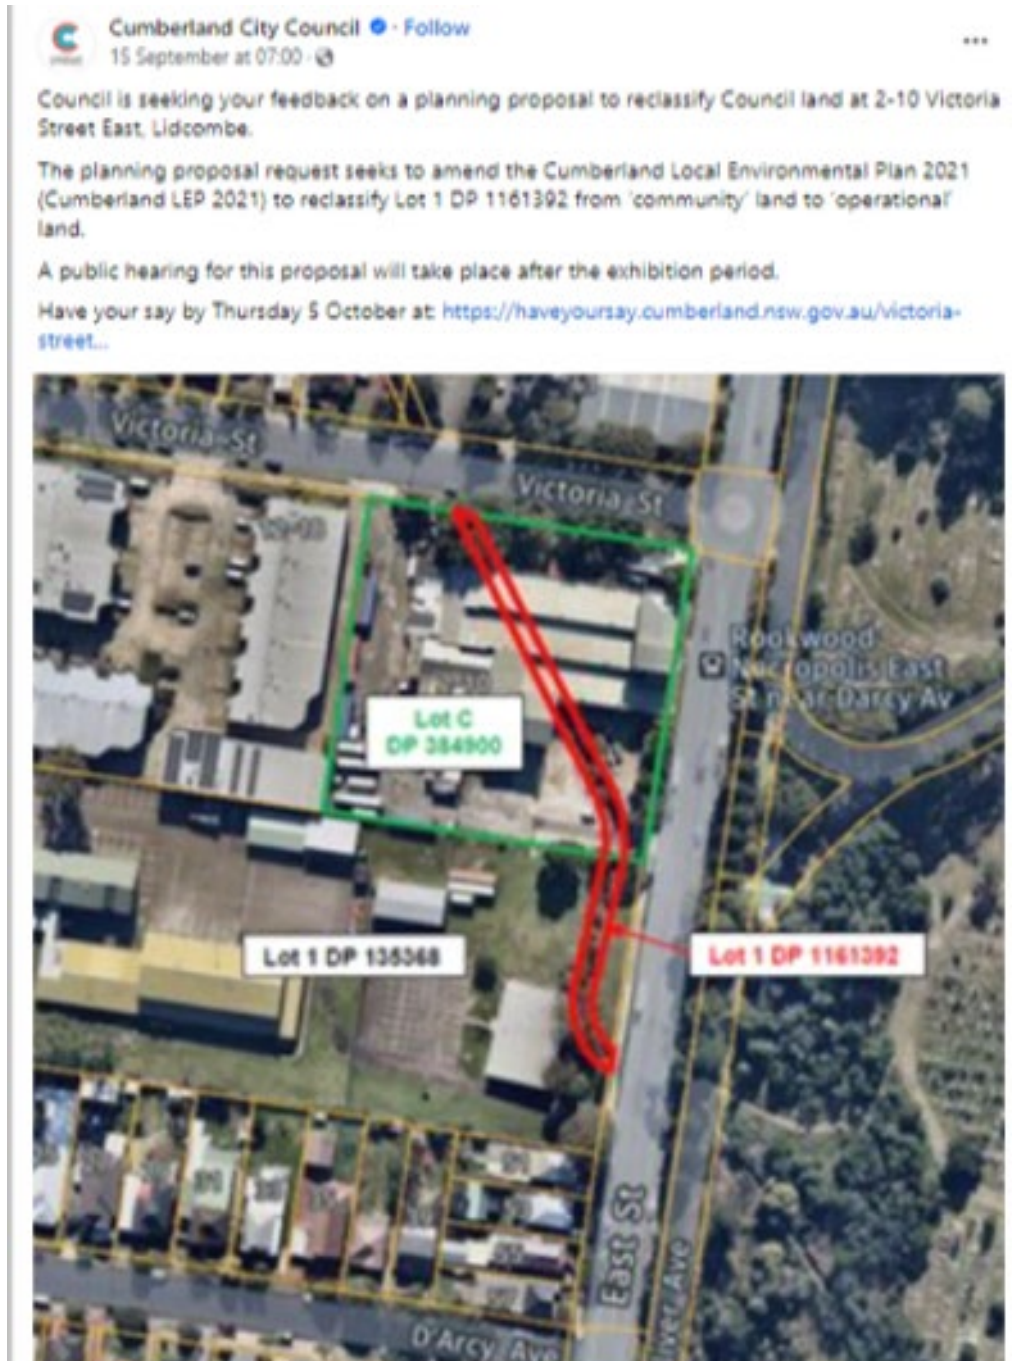 Cumberland City Council · Follow
15 September at 07:00 ·
Council is seeking your feedback on a planning proposal to reclassify Council land at 2-10 Victoria
Street East, Lidcombe.
The planning proposal request seeks to amend the Cumberland Local Environmental Plan 2021
(Cumberland LEP 2021) to reclassify Lot 1 DP 1161392 from 'community' land to 'operational'
land.
A public hearing for this proposal will take place after the exhibition period.
Have your say by Thursday 5 October at: https://haveyoursay.cumberland.nsw.gov.au/victoria-
street...
Victoria St
Victoria St
Rookwood
Necropolis East
St near Darcy Av
Lot C
DP 384900
Lot 1 DP 135368
Lot 1 DP 1161392
East St
D'Arcy Ave